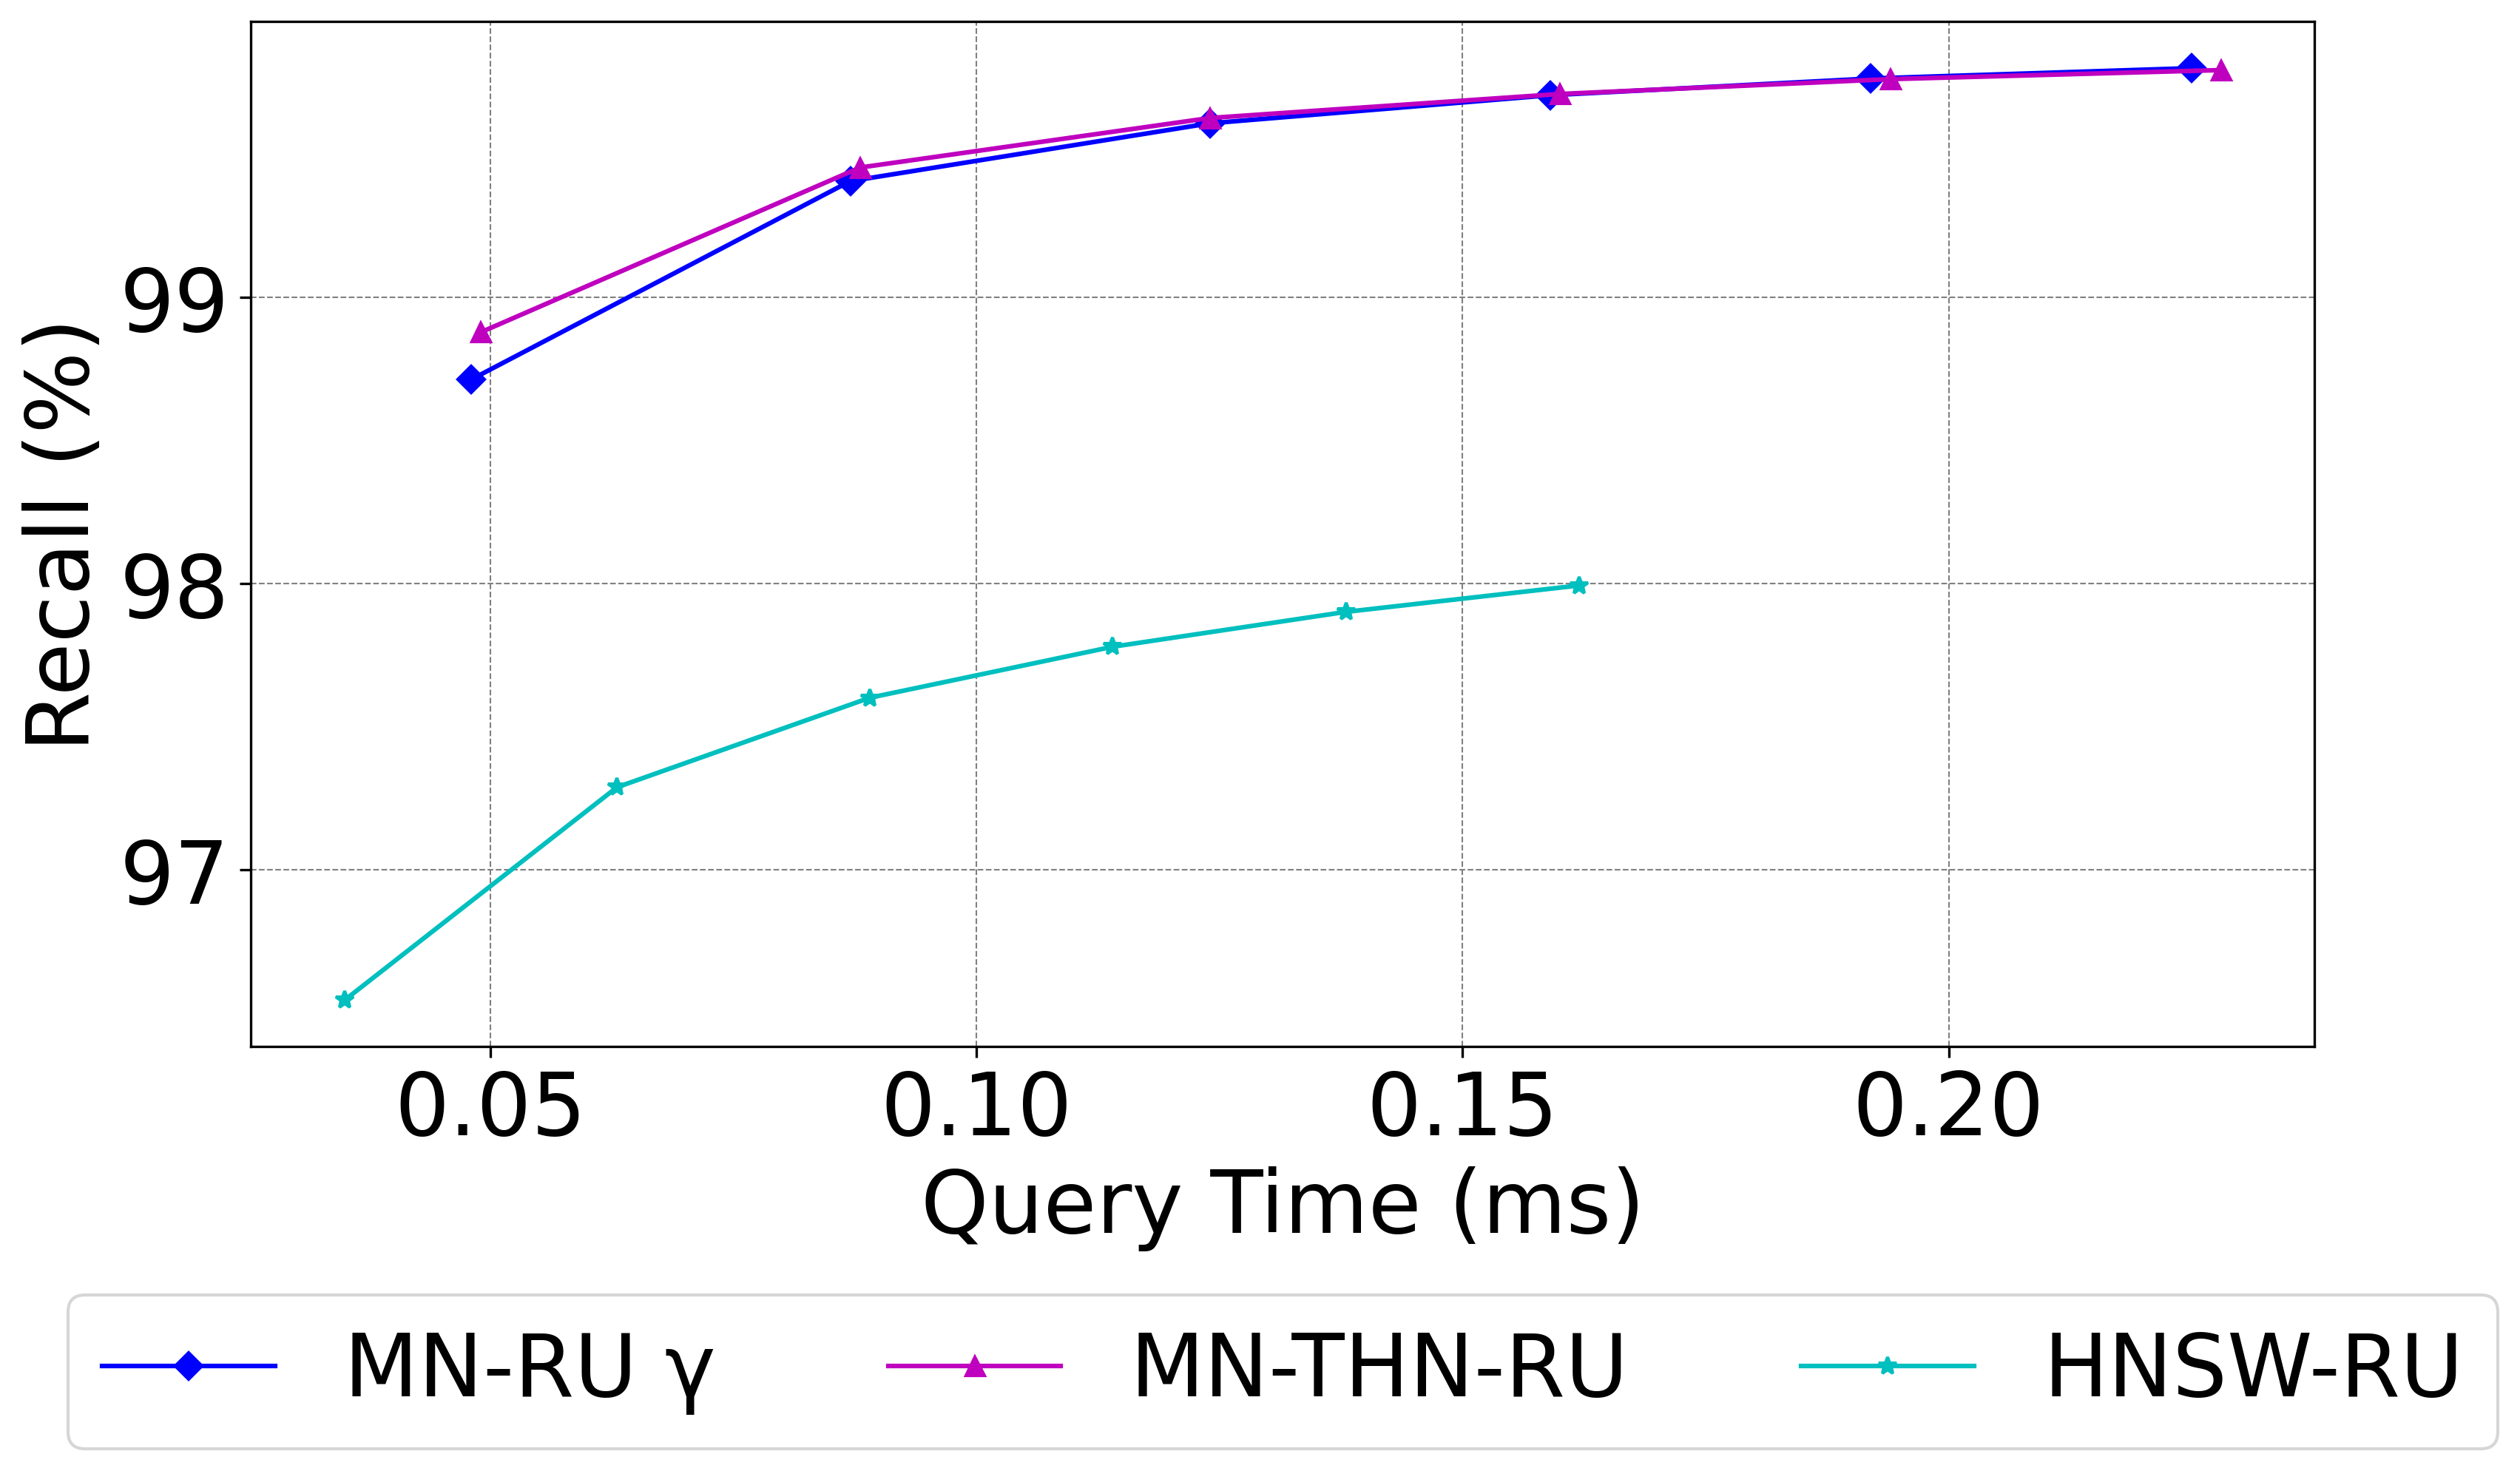 Recall (%)
99
98
97
0.05 0.10 0.15 0.20
Query Time (ms)
MN-RU γ MN-THN-RU HNSW-RU